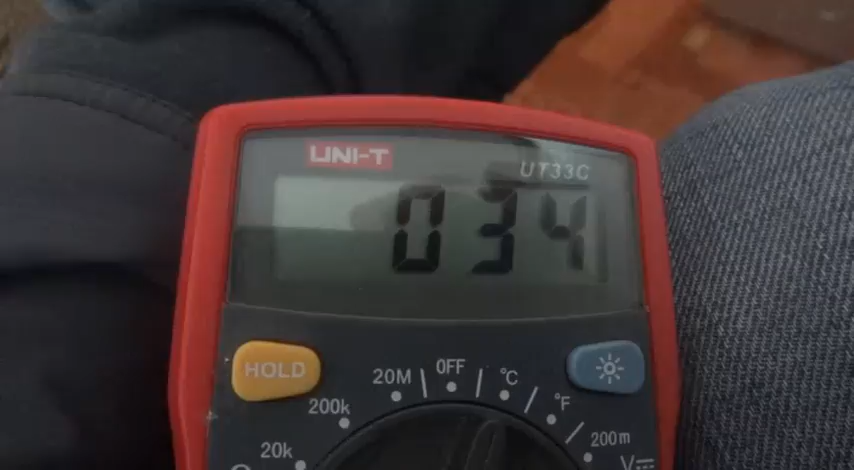 UNI-T
UT33C
034
HOLD
20M
OFF
°C
°F
200k
200m
20k
V